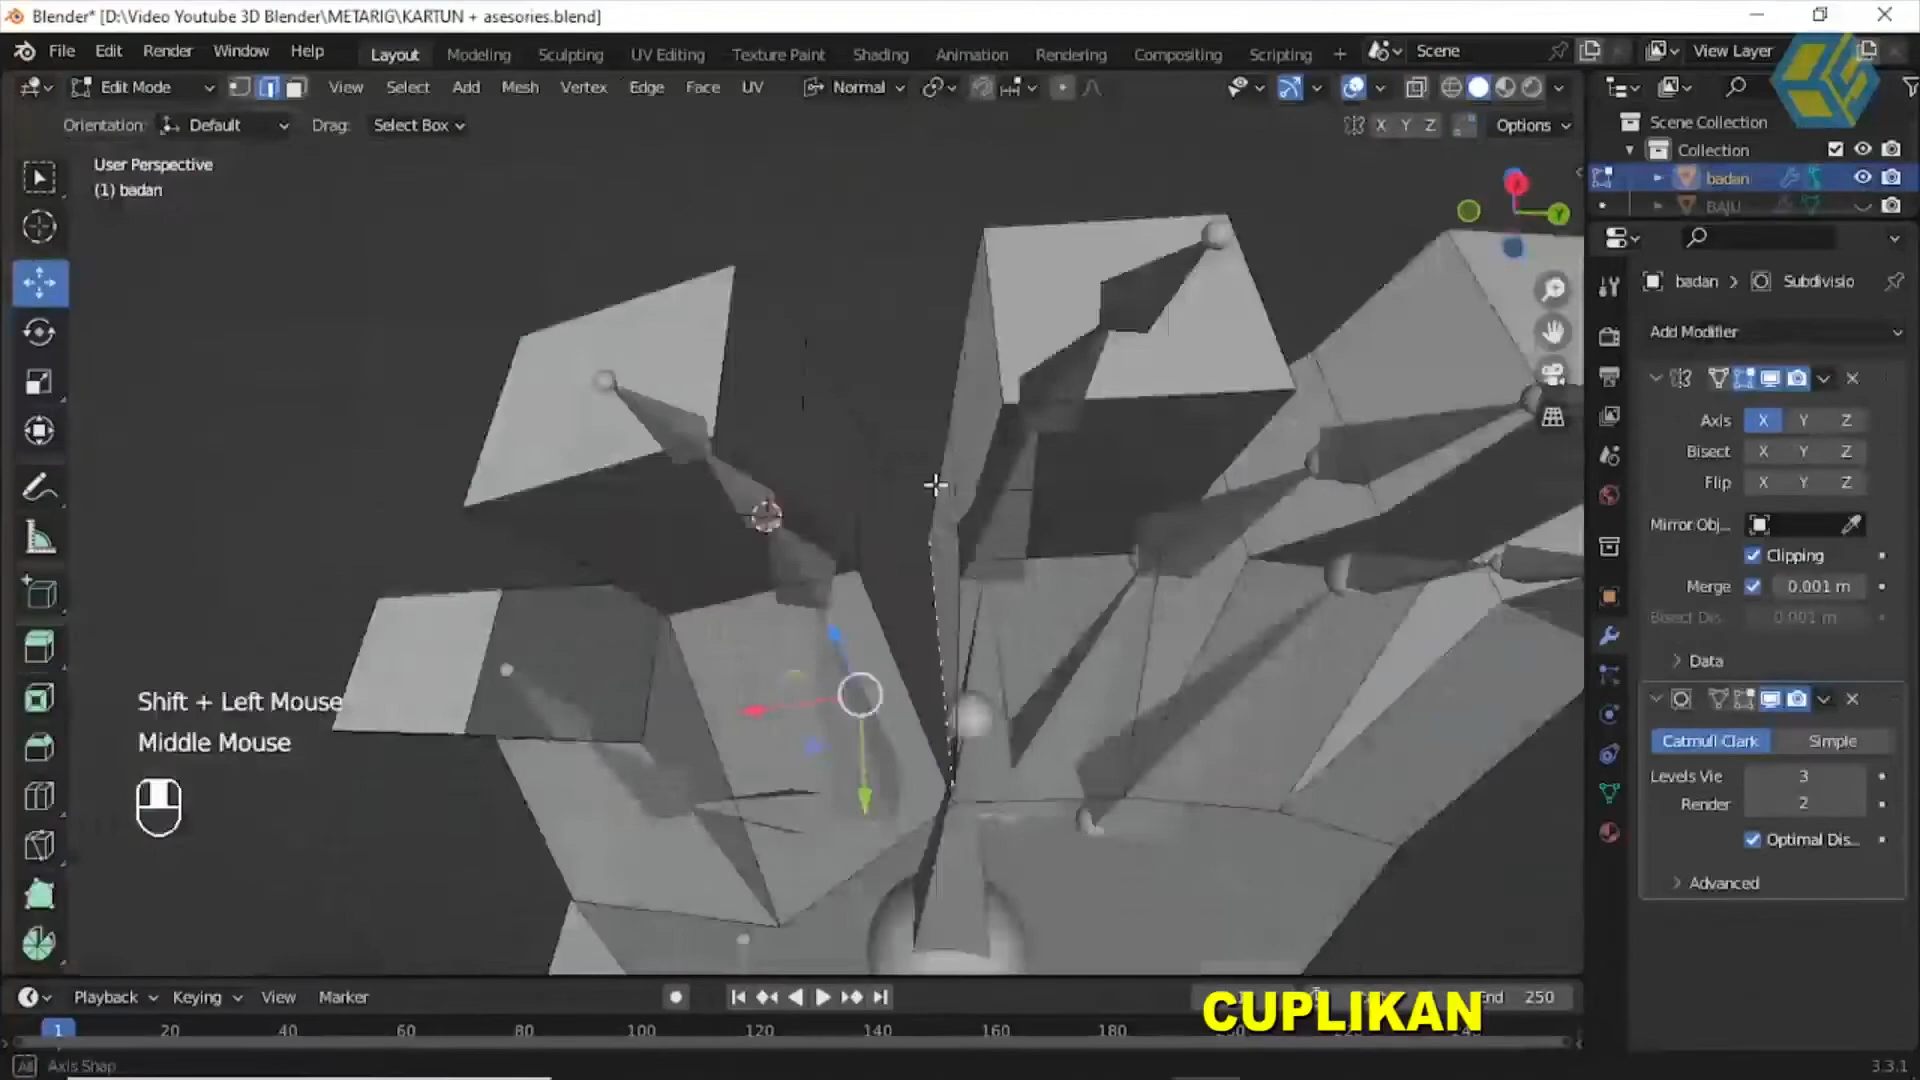 Blender* [D:\Video Youtube 3D Blender\METARIG\KARTUN + asesories.blend]
File Edit Render Window Help
Layout Modeling Sculpting UV Editing Texture Paint Shading Animation Rendering Compositing Scripting +
Scene
View Layer
Edit Mode View Select Add Mesh Vertex Edge Face UV Normal
Orientation: Default Drag: Select Box
X Y Z Options
User Perspective
(1) badan
Scene Collection
Collection
badan
BAJU
badan > Subdivisio
Add Modifier
Axis X Y Z
Bisect X Y Z
Flip X Y Z
Mirror Obj...
Clipping
Merge 0.001 m
Bisect Dis... 0.001 m
Data
Catmull Clark Simple
Levels Vie 3
Render 2
Optimal Dis...
Advanced
Y
Shift + Left Mouse
Middle Mouse
Playback Keying View Marker
End 250
1 20 40 60 80 100 120 140 160 180 200
CUPLIKAN
Axis Snap
3.3.1